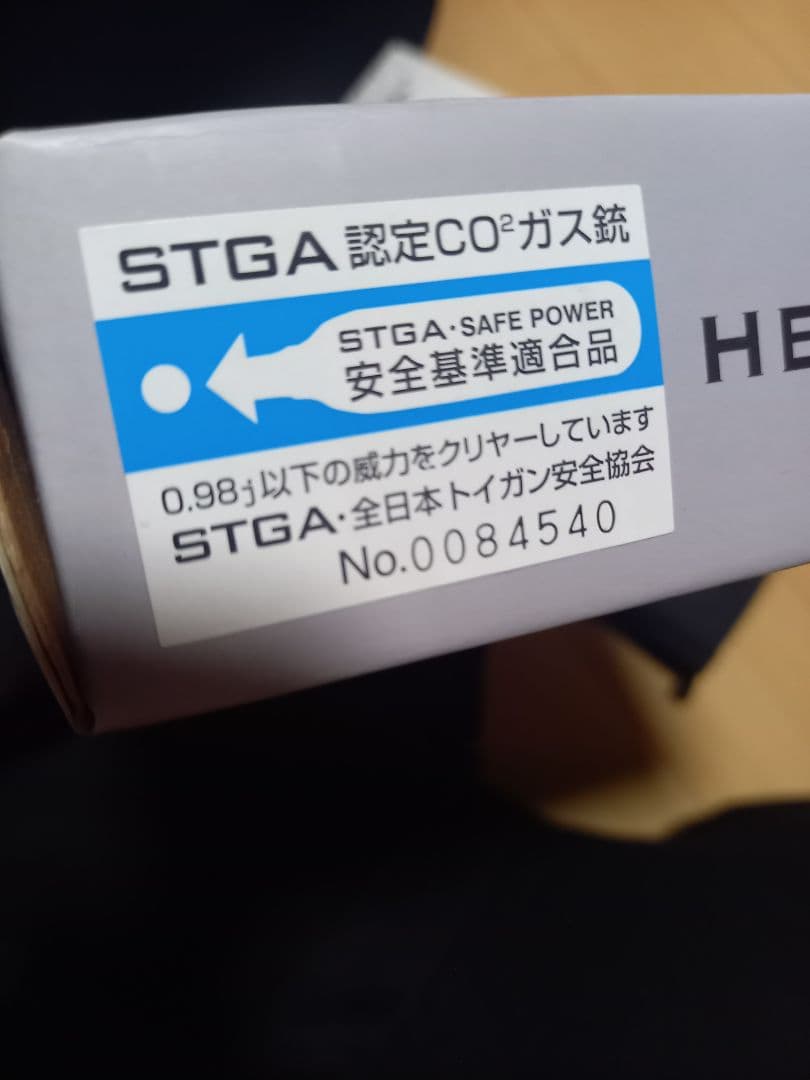 STGA 認定CO²ガス銃
STGA・SAFE POWER
安全基準適合品
0.98j以下の威力をクリヤーしています
STGA・全日本トイガン安全協会
No.0084540
HE